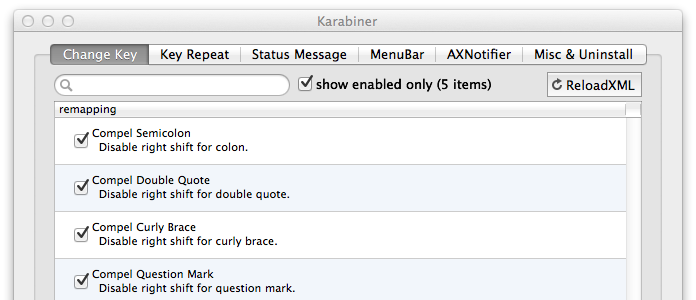 Karabiner
Change Key Key Repeat Status Message MenuBar AXNotifier Misc & Uninstall
show enabled only (5 items) ReloadXML
remapping
Compel Semicolon
Disable right shift for colon.
Compel Double Quote
Disable right shift for double quote.
Compel Curly Brace
Disable right shift for curly brace.
Compel Question Mark
Disable right shift for question mark.